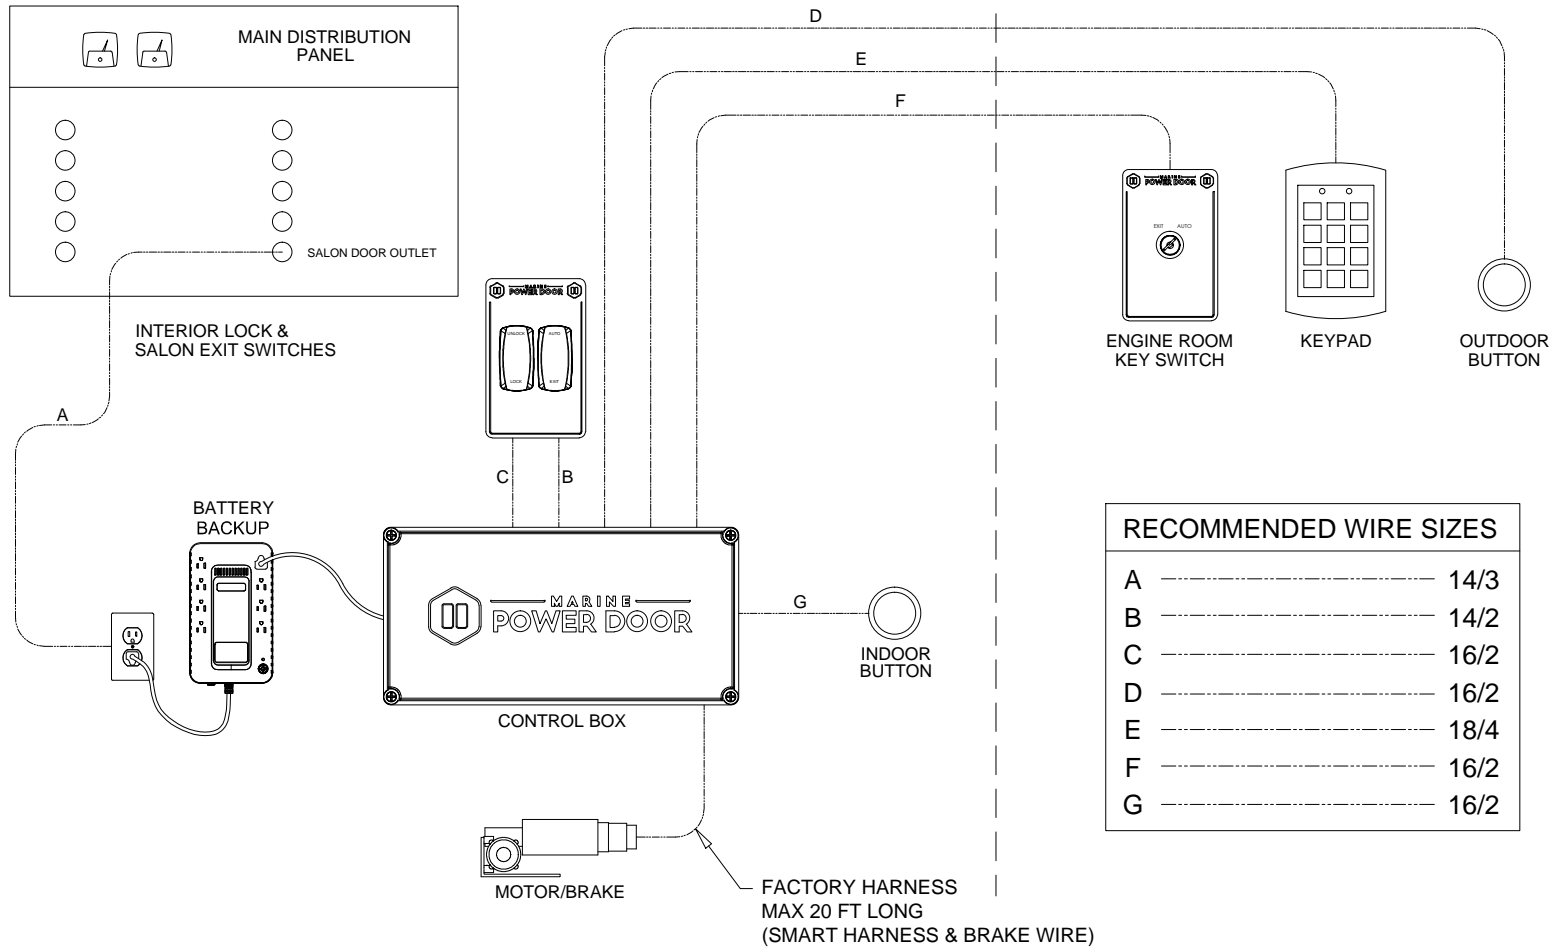 MAIN DISTRIBUTION
PANEL
SALON DOOR OUTLET
D
E
F
MARINE
POWER DOOR
EXIT
AUTO
ENGINE ROOM
KEY SWITCH
KEYPAD
OUTDOOR
BUTTON
INTERIOR LOCK &
SALON EXIT SWITCHES
MARINE
POWER DOOR
UNLOCK
AUTO
LOCK
EXIT
A
C
B
BATTERY
BACKUP
MARINE
POWER DOOR
CONTROL BOX
G
INDOOR
BUTTON
MOTOR/BRAKE
FACTORY HARNESS
MAX 20 FT LONG
(SMART HARNESS & BRAKE WIRE)
RECOMMENDED WIRE SIZES
A 14/3
B 14/2
C 16/2
D 16/2
E 18/4
F 16/2
G 16/2